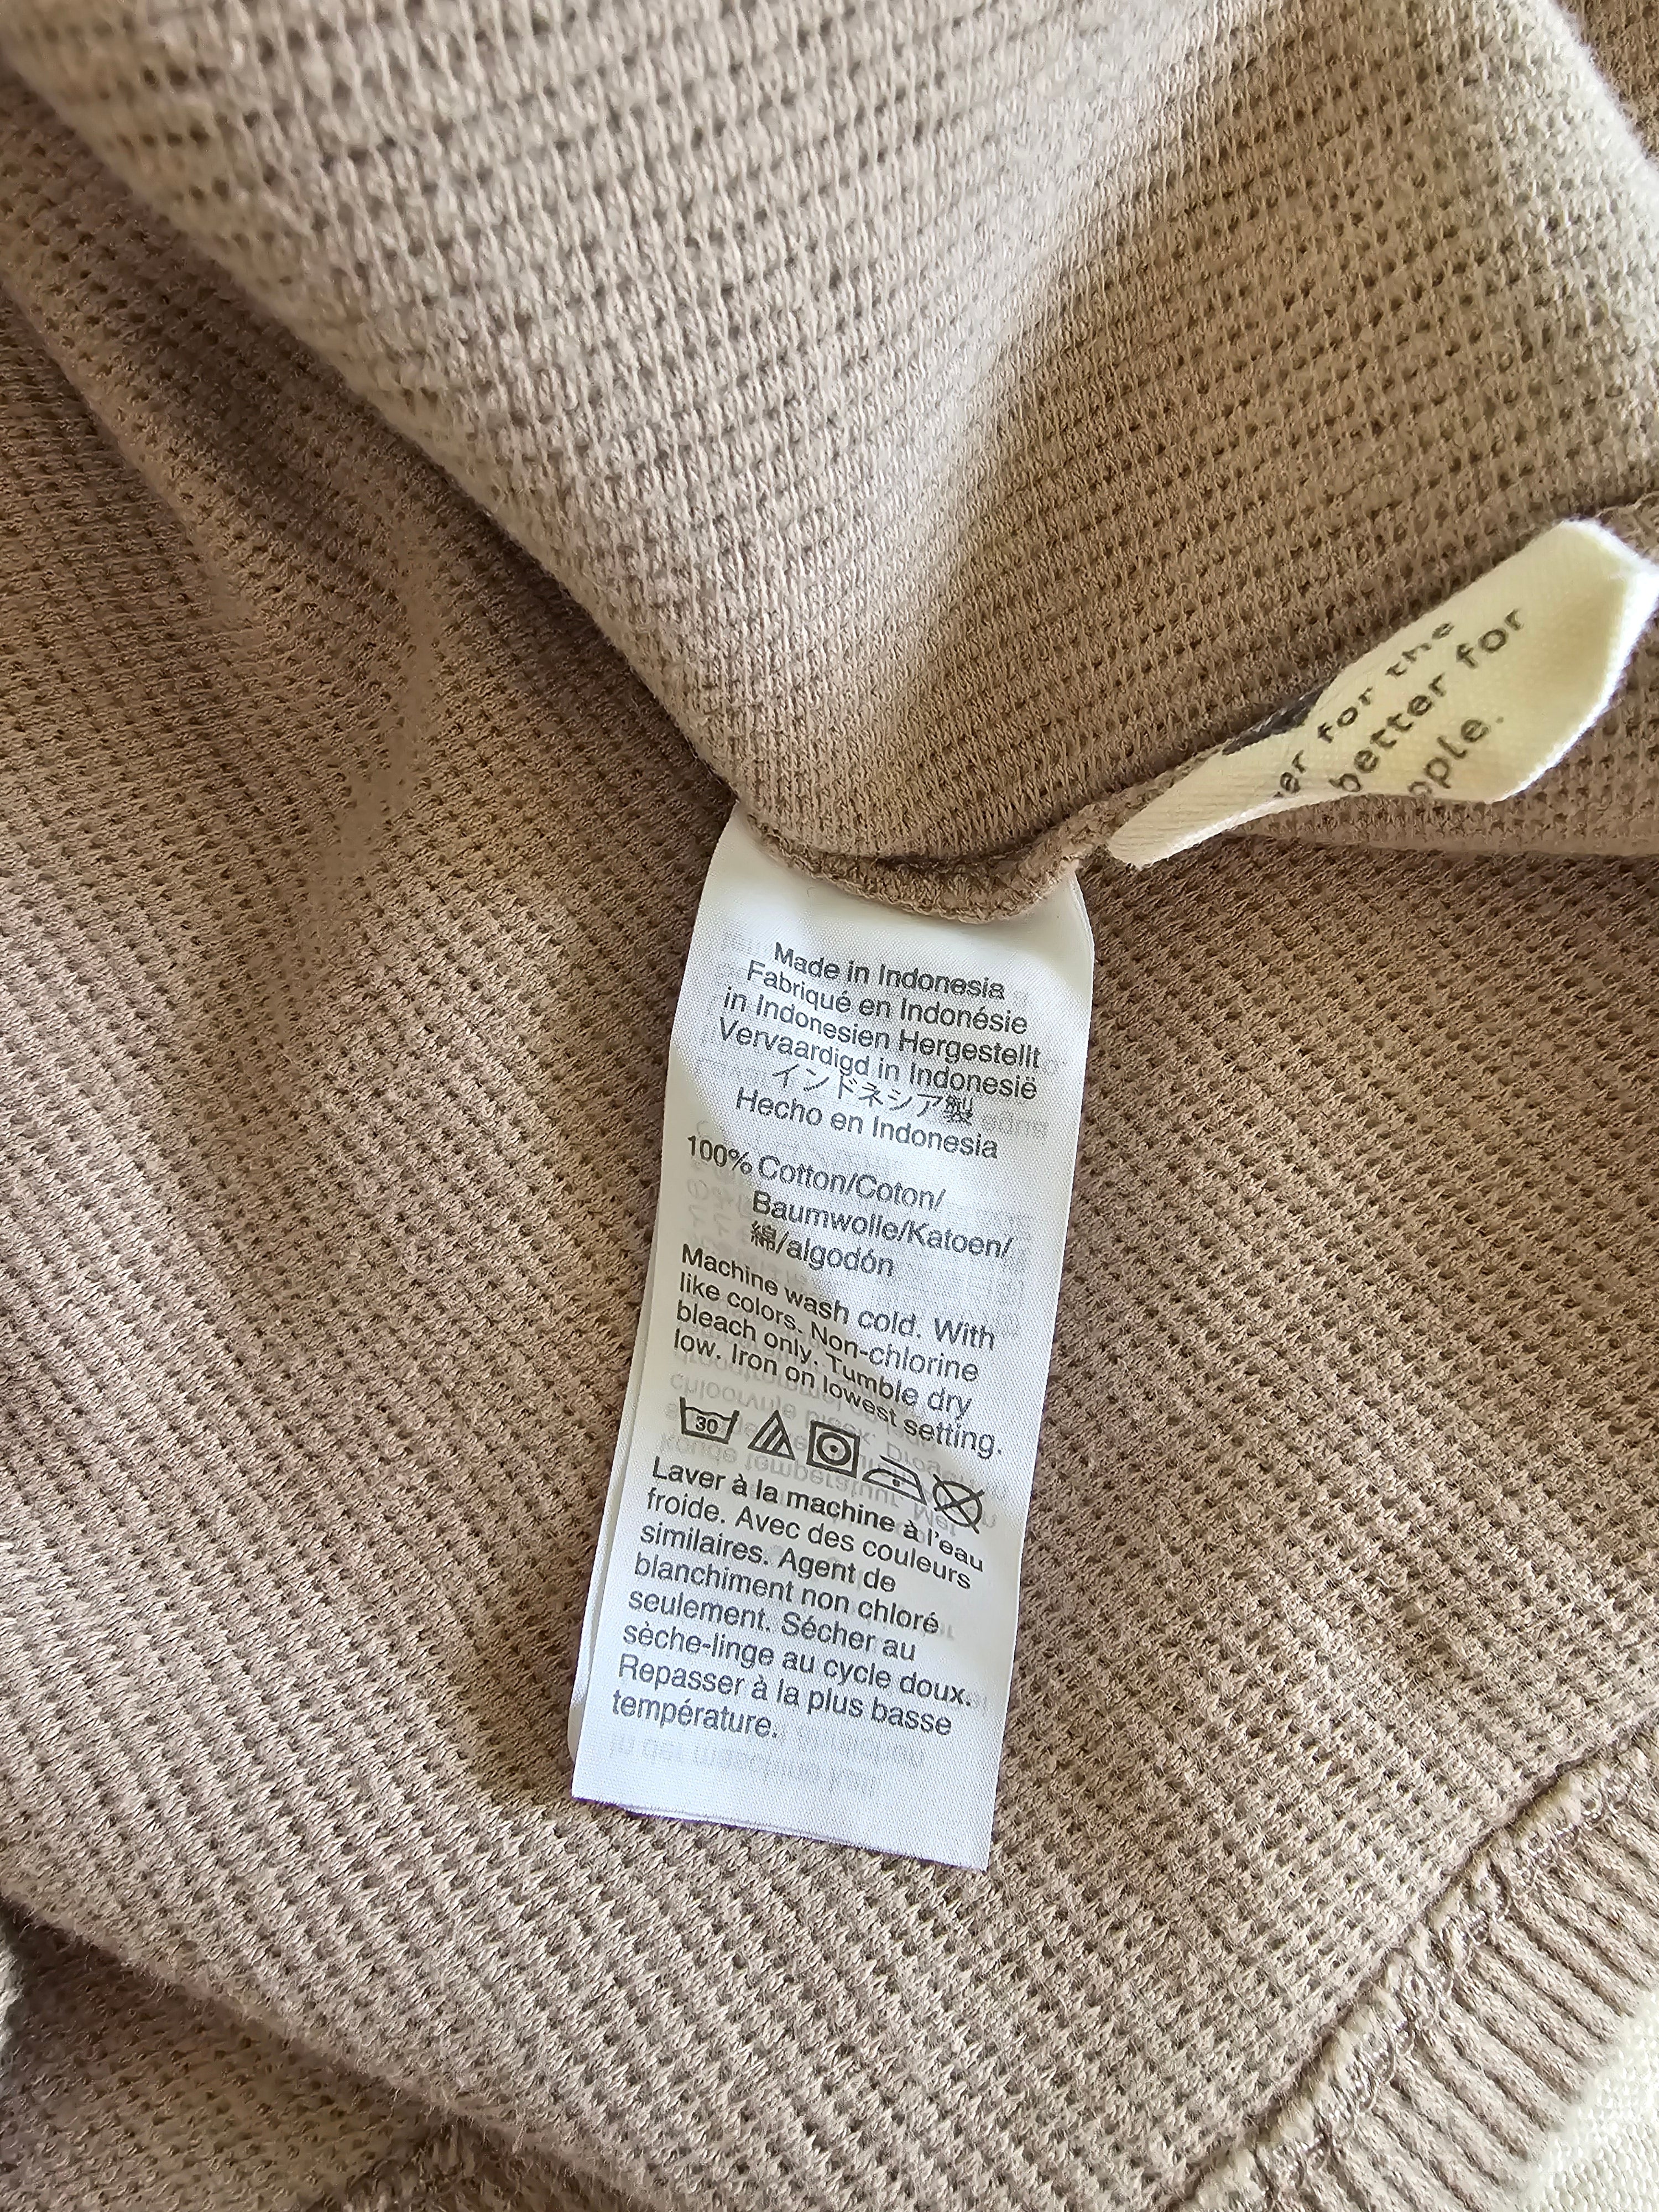 Made in Indonesia
Fabriqué en Indonésie
in Indonesien Hergestellt
Vervaardigd in Indonesië
インドネシア製
Hecho en Indonesia
100% Cotton/Coton/
Baumwolle/Katoen/
綿/algodón
Machine wash cold. With
like colors. Non-chlorine
bleach only. Tumble dry
low. Iron on lowest setting.
30
Laver à la machine à l'eau
froide. Avec des couleurs
similaires. Agent de
blanchiment non chloré
seulement. Sécher au
sèche-linge au cycle doux.
Repasser à la plus basse
température.
for the
better for